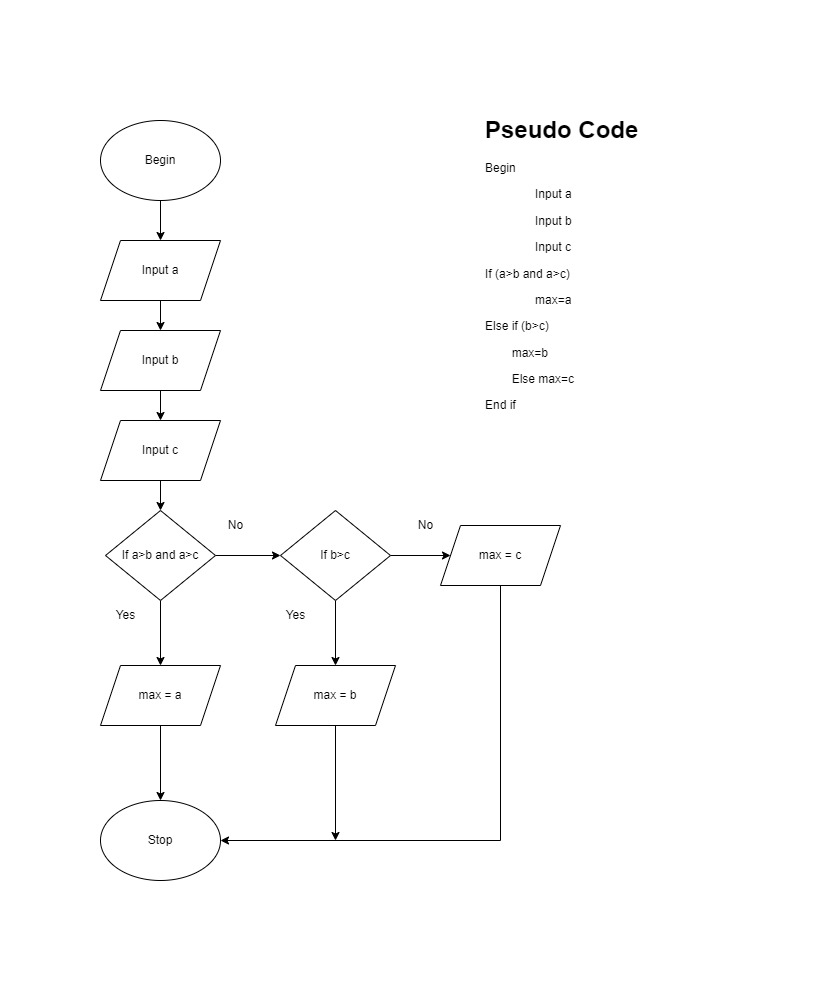 Begin
Input a
Input b
Input c
If a>b and a>c
No
If b>c
No
max = c
Yes
Yes
max = a
max = b
Stop
Pseudo Code
Begin
Input a
Input b
Input c
If (a>b and a>c)
max=a
Else if (b>c)
max=b
Else max=c
End if